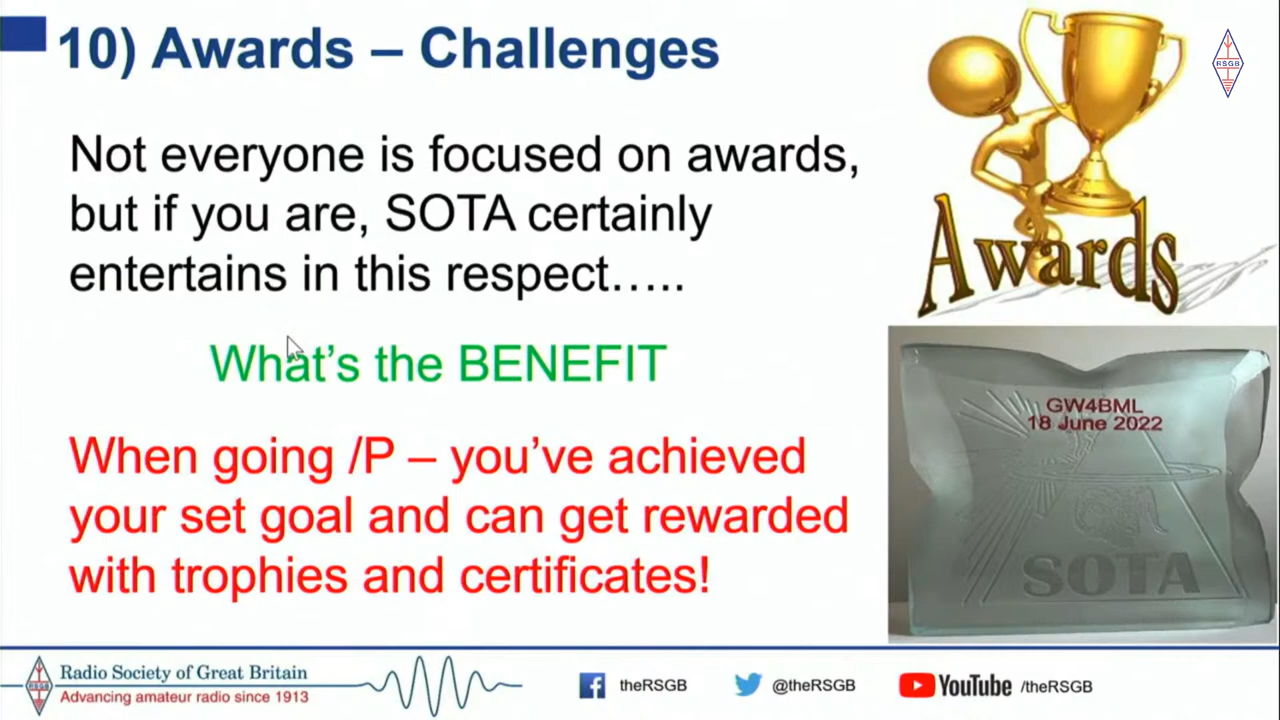 10) Awards – Challenges
RSGB
Not everyone is focused on awards,
but if you are, SOTA certainly
entertains in this respect…..
Awards
What’s the BENEFIT
GW4BML
18 June 2022
When going /P – you’ve achieved
your set goal and can get rewarded
with trophies and certificates!
SOTA
RSGB
Radio Society of Great Britain
Advancing amateur radio since 1913
theRSGB
@theRSGB
YouTube /theRSGB